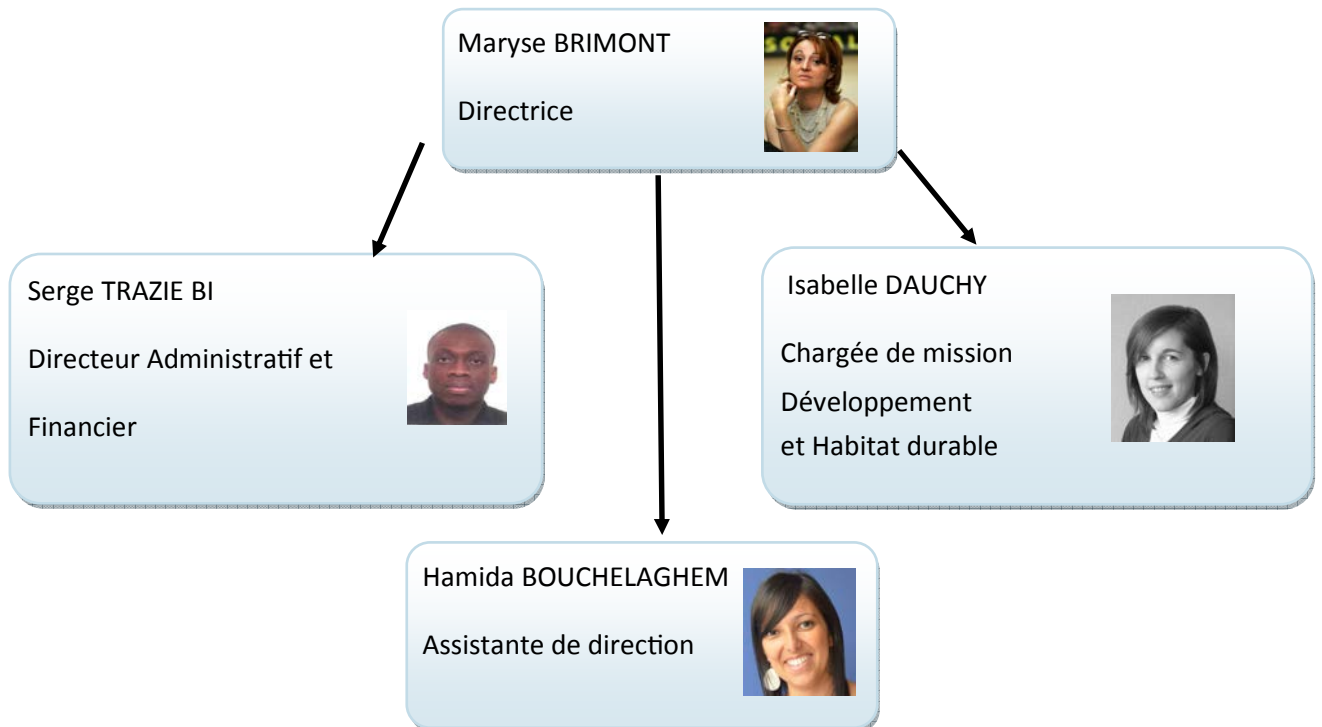 Maryse BRIMONT
Directrice
Serge TRAZIE BI
Directeur Administratif et
Financier
Isabelle DAUCHY
Chargée de mission
Développement
et Habitat durable
Hamida BOUCHELAGHEM
Assistante de direction